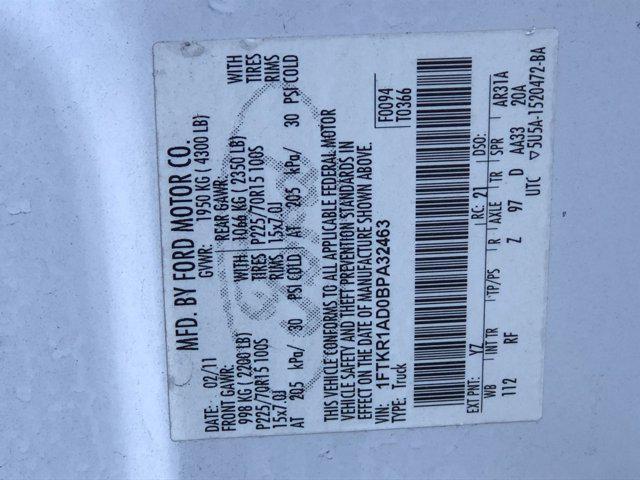 MFD. BY FORD MOTOR CO.
DATE: 02/11 GVWR: 1950 KG ( 4300 LB)
FRONT GAWR: REAR GAWR: WITH
998 KG ( 2200 LB) 1066 KG ( 2350 LB) TIRES
P225/70R15 100S P225/70R15 100S RIMS
15x7.0J 15x7.0J
AT 205 kPa/ 30 PSI COLD AT 205 kPa/ 30 PSI COLD
THIS VEHICLE CONFORMS TO ALL APPLICABLE FEDERAL MOTOR
VEHICLE SAFETY AND THEFT PREVENTION STANDARDS IN
EFFECT ON THE DATE OF MANUFACTURE SHOWN ABOVE.
VIN: 1FTKR1AD0BPA32463 F0094
TYPE: Truck T0366
EXT PNT: YZ RC: 21 DSO:
WB INT TR TP/PS R AXLE TR SPR AR31A
112 RF Z 97 D AA33 20A
UTC ▽5U5A-1520472-BA